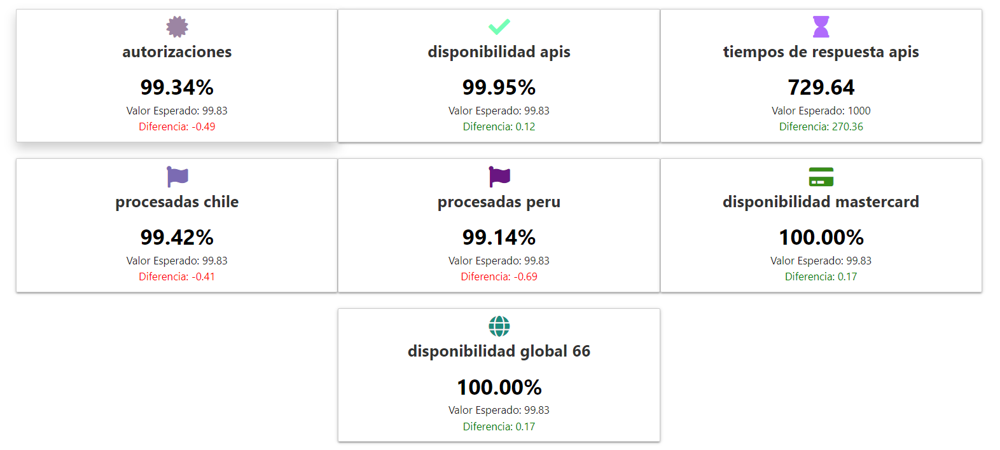 autorizaciones
99.34%
Valor Esperado: 99.83
Diferencia: -0.49
disponibilidad apis
99.95%
Valor Esperado: 99.83
Diferencia: 0.12
tiempos de respuesta apis
729.64
Valor Esperado: 1000
Diferencia: 270.36
procesadas chile
99.42%
Valor Esperado: 99.83
Diferencia: -0.41
procesadas peru
99.14%
Valor Esperado: 99.83
Diferencia: -0.69
disponibilidad mastercard
100.00%
Valor Esperado: 99.83
Diferencia: 0.17
disponibilidad global 66
100.00%
Valor Esperado: 99.83
Diferencia: 0.17